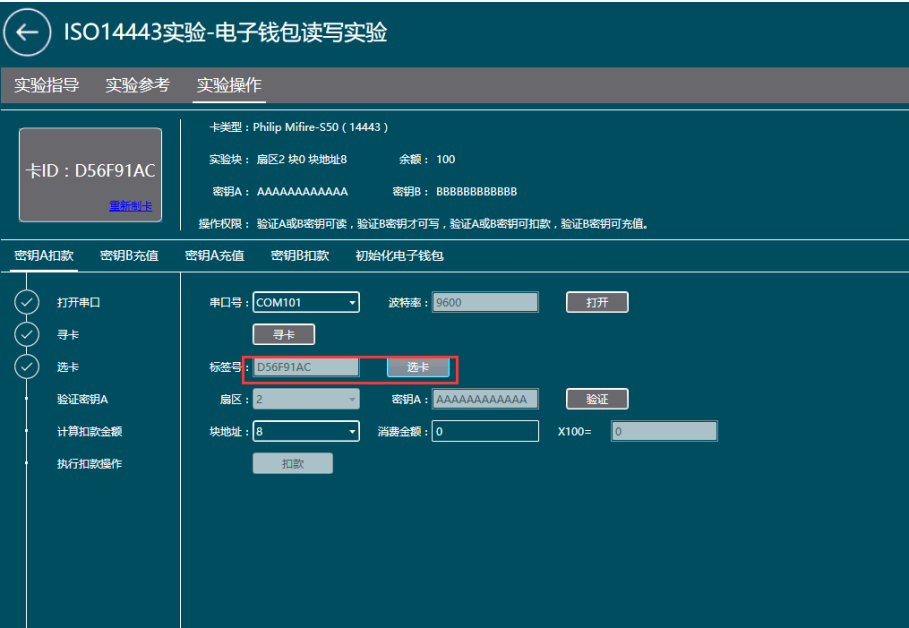 ISO14443实验-电子钱包读写实验
实验指导 实验参考 实验操作
卡ID：D56F91AC
重新制卡
卡类型：Philip Mifire-S50（14443）
实验块： 扇区2 块0 块地址8 余额： 100
密钥A： AAAAAAAAAAAA 密钥B： BBBBBBBBBBBB
操作权限： 验证A或B密钥可读，验证B密钥才可写，验证A或B密钥可扣款，验证B密钥可充值。
密钥A扣款 密钥B充值 密钥A充值 密钥B扣款 初始化电子钱包
打开串口 串口号：COM101 波特率：9600 打开
寻卡 寻卡
选卡 标签号：D56F91AC 选卡
验证密钥A 扇区：2 密钥A：AAAAAAAAAAAA 验证
计算扣款金额 块地址：8 消费金额：0 X100= 0
执行扣款操作 扣款